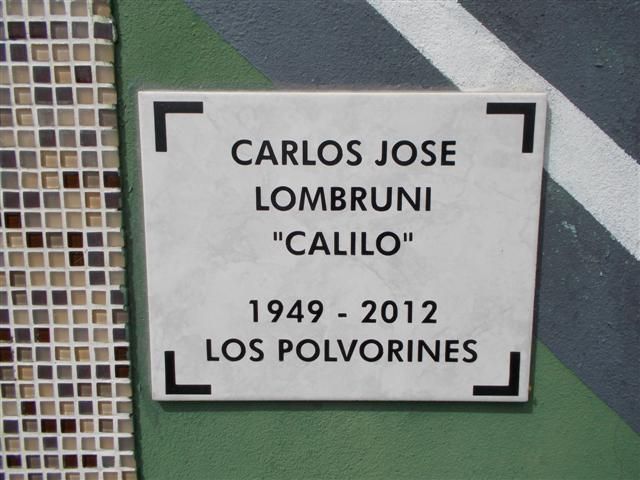 CARLOS JOSE
LOMBRUNI
"CALILO"
1949 - 2012
LOS POLVORINES